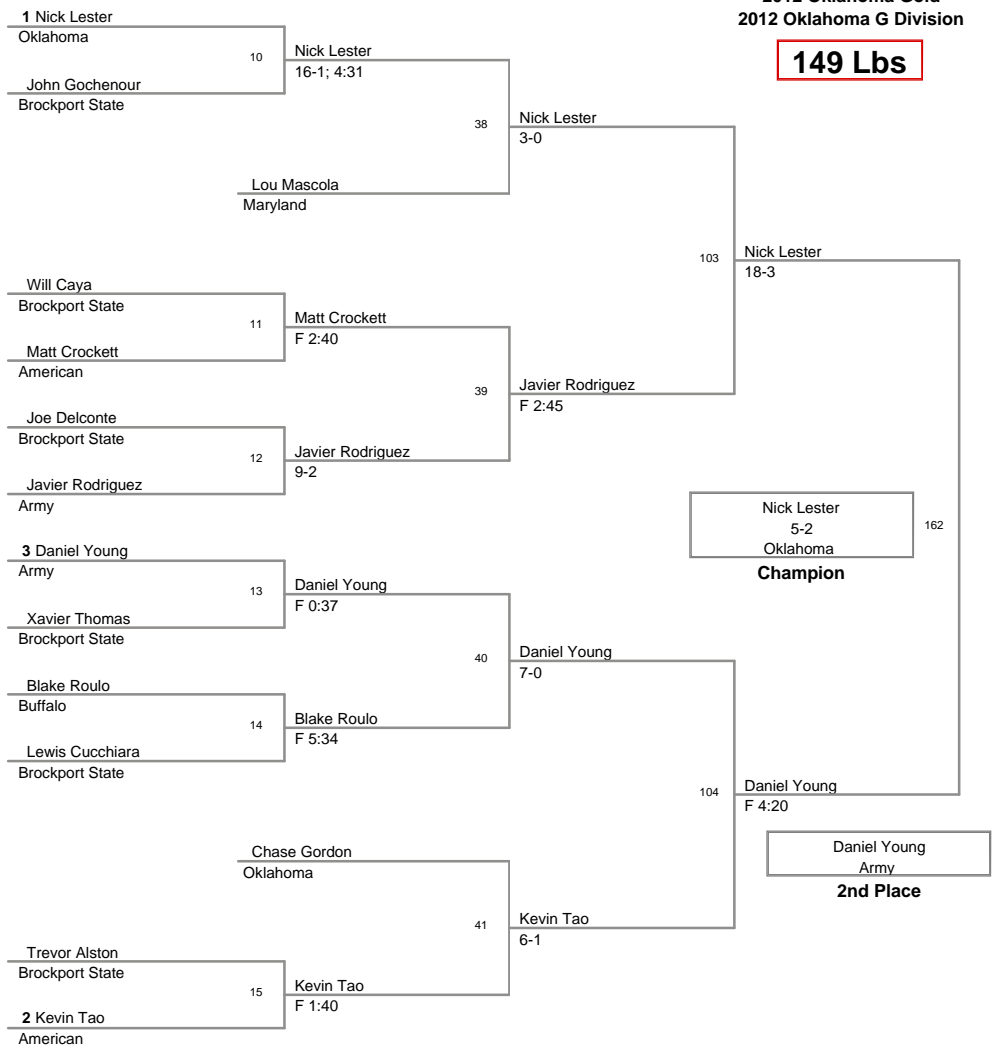 2012 Oklahoma Gold
2012 Oklahoma G Division
149 Lbs
1 Nick Lester
Oklahoma
10
John Gochenour
Brockport State
Nick Lester
16-1; 4:31
38
Lou Mascola
Maryland
Nick Lester
3-0
103
Nick Lester
18-3
Will Caya
Brockport State
11
Matt Crockett
American
Matt Crockett
F 2:40
39
Javier Rodriguez
F 2:45
Joe Delconte
Brockport State
12
Javier Rodriguez
Army
Javier Rodriguez
9-2
Nick Lester
5-2
Oklahoma
Champion
162
3 Daniel Young
Army
13
Xavier Thomas
Brockport State
Daniel Young
F 0:37
40
Daniel Young
7-0
Blake Roulo
Buffalo
14
Lewis Cucchiara
Brockport State
Blake Roulo
F 5:34
104
Daniel Young
F 4:20
Daniel Young
Army
2nd Place
Chase Gordon
Oklahoma
41
Kevin Tao
6-1
Trevor Alston
Brockport State
15
2 Kevin Tao
American
Kevin Tao
F 1:40